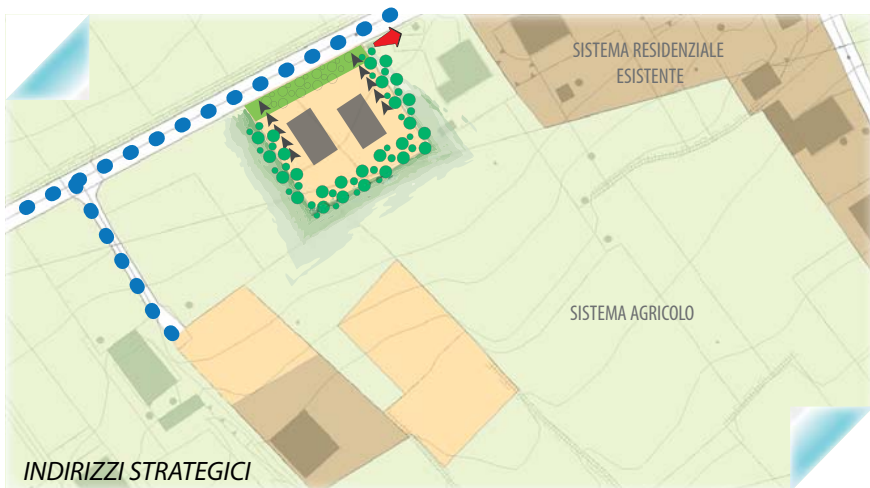 SISTEMA RESIDENZIALE
ESISTENTE
SISTEMA AGRICOLO
INDIRIZZI STRATEGICI